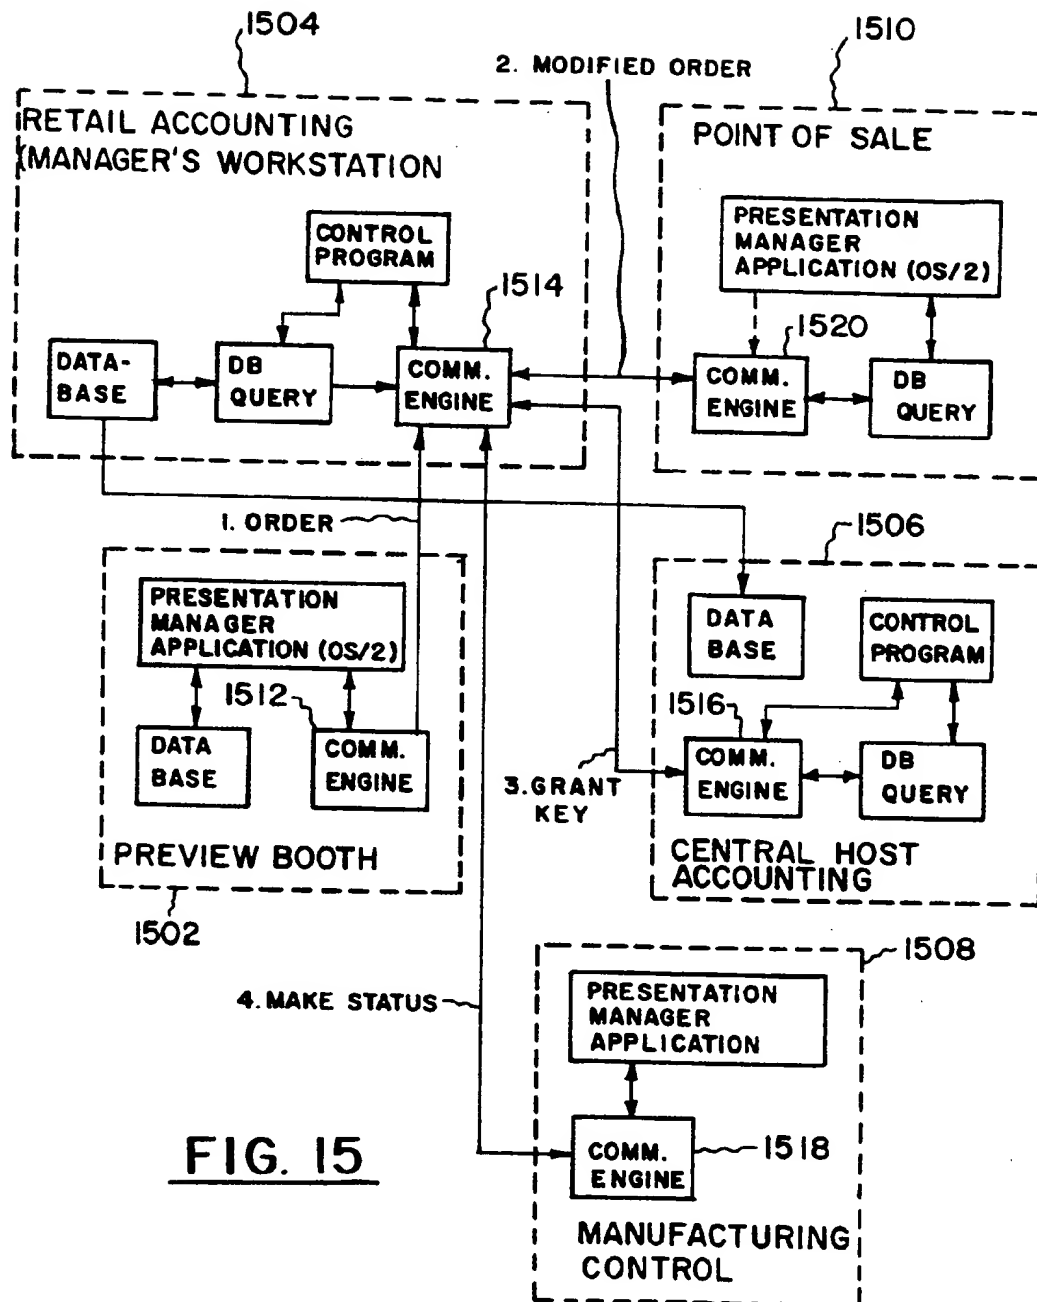 1504
1510
2. MODIFIED ORDER
RETAIL ACCOUNTING
(MANAGER'S WORKSTATION
CONTROL
PROGRAM
1514
DATA-
BASE
DB
QUERY
COMM.
ENGINE
POINT OF SALE
PRESENTATION
MANAGER
APPLICATION (OS/2)
1520
COMM.
ENGINE
DB
QUERY
1. ORDER
1506
PRESENTATION
MANAGER
APPLICATION (OS/2)
1512
DATA
BASE
COMM.
ENGINE
PREVIEW BOOTH
1502
DATA
BASE
CONTROL
PROGRAM
1516
COMM.
ENGINE
DB
QUERY
3. GRANT
KEY
CENTRAL HOST
ACCOUNTING
1508
4. MAKE STATUS
PRESENTATION
MANAGER
APPLICATION
COMM.
ENGINE
1518
MANUFACTURING
CONTROL
FIG. 15